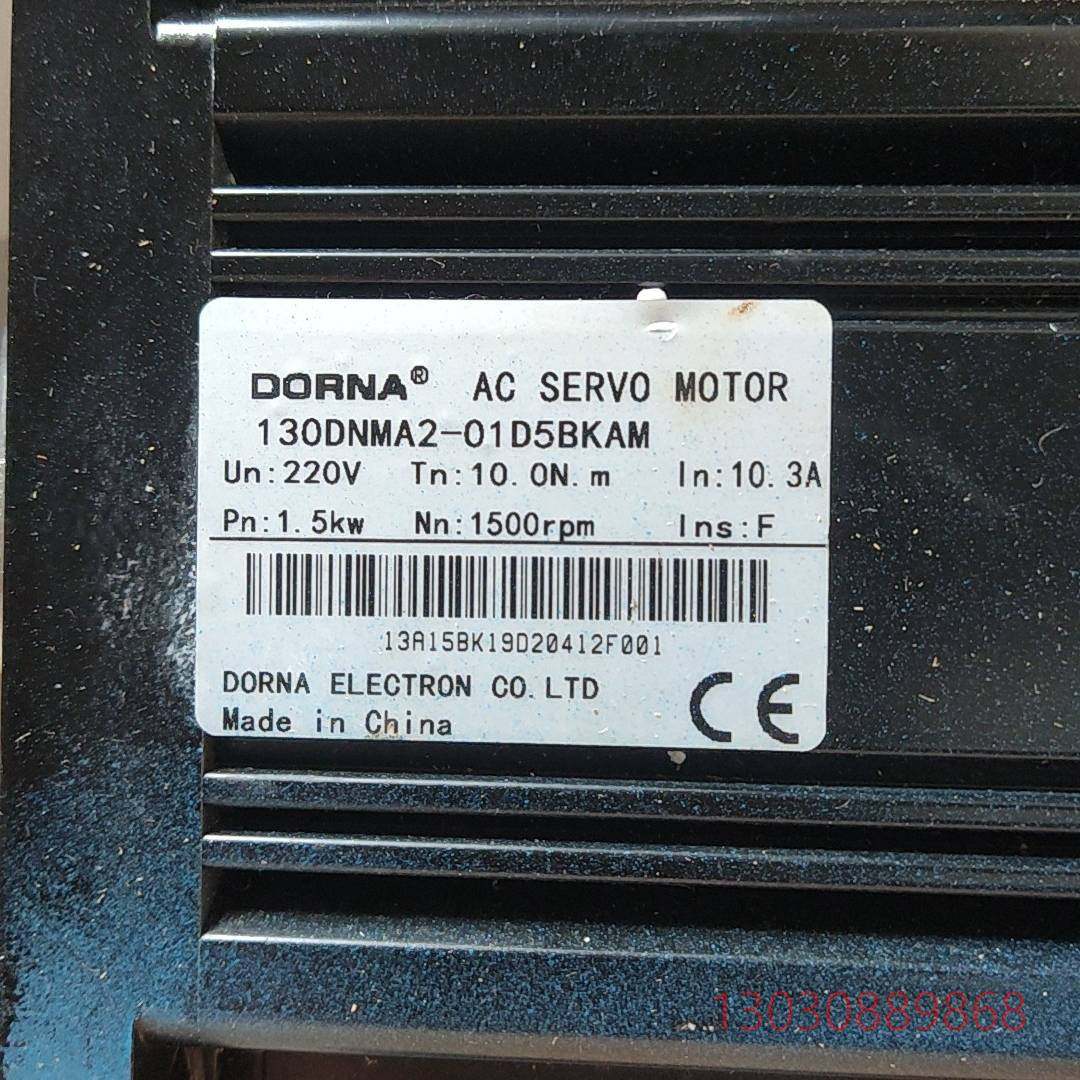 DORNA® AC SERVO MOTOR
130DNMA2-01D5BKAM
Un:220V Tn:10.0N.m In:10.3A
Pn:1.5kw Nn:1500rpm Ins:F
13A15BK19D20412F001
DORNA ELECTRON CO.LTD
Made in China
CE
13030889868